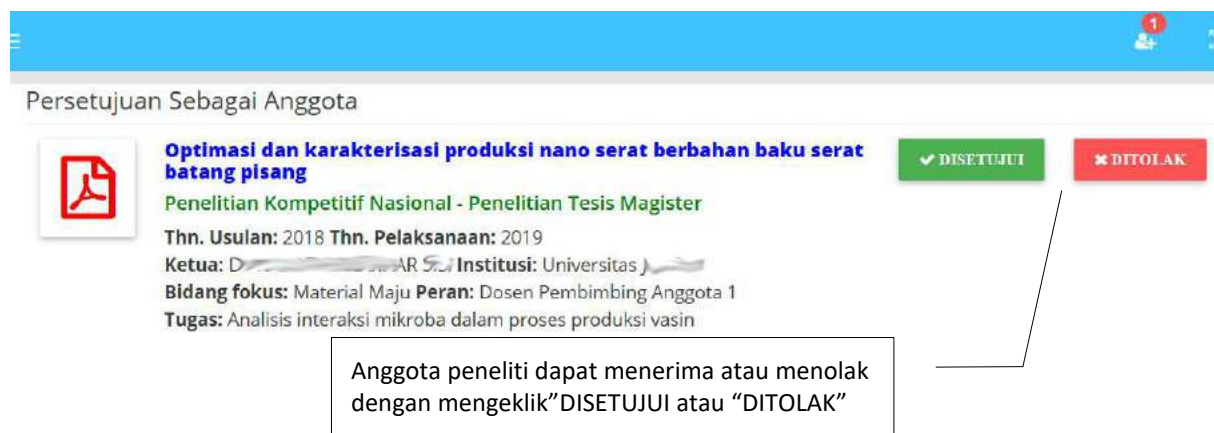 1
Persetujuan Sebagai Anggota
Optimasi dan karakterisasi produksi nano serat berbahan baku serat
batang pisang
Penelitian Kompetitif Nasional - Penelitian Tesis Magister
Thn. Usulan: 2018 Thn. Pelaksanaan: 2019
Ketua: Institusi: Universitas
Bidang fokus: Material Maju Peran: Dosen Pembimbing Anggota 1
Tugas: Analisis interaksi mikroba dalam proses produksi vasin
DISETUJUI
DITOLAK
Anggota peneliti dapat menerima atau menolak
dengan mengeklik”DISETUJUI atau “DITOLAK”